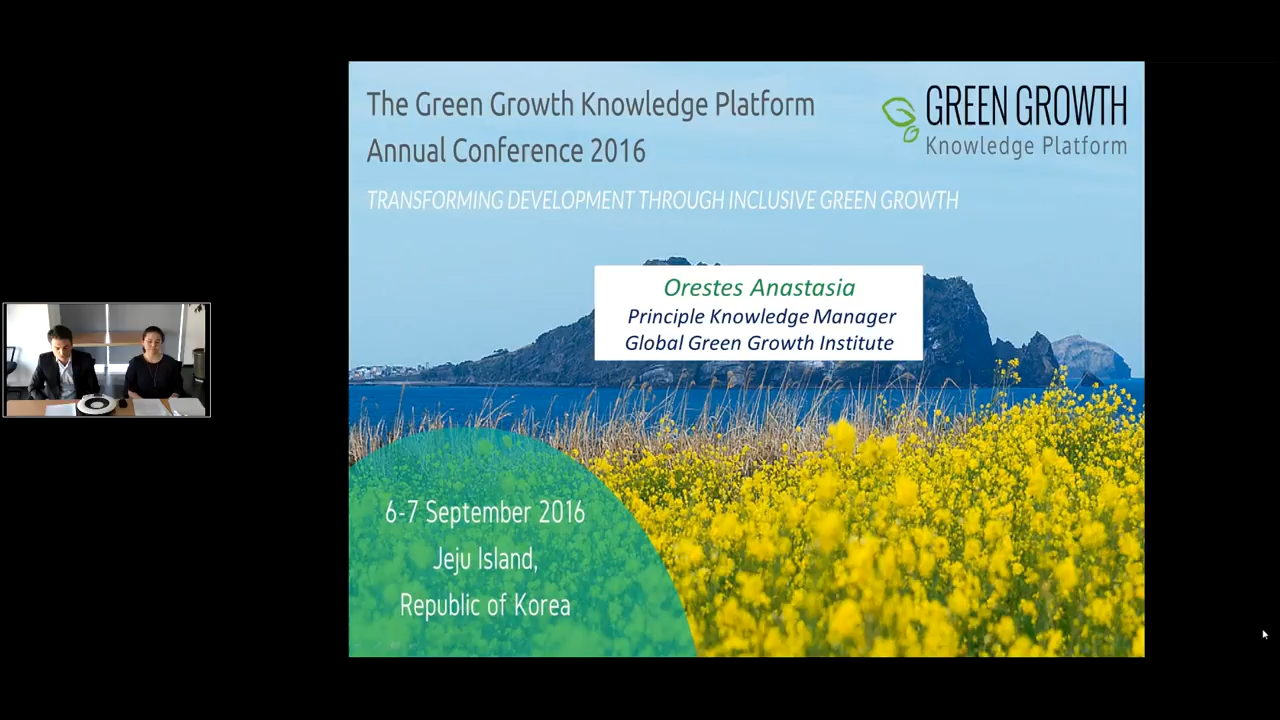 The Green Growth Knowledge Platform
Annual Conference 2016
GREEN GROWTH
Knowledge Platform
TRANSFORMING DEVELOPMENT THROUGH INCLUSIVE GREEN GROWTH
Orestes Anastasia
Principle Knowledge Manager
Global Green Growth Institute
6-7 September 2016
Jeju Island,
Republic of Korea